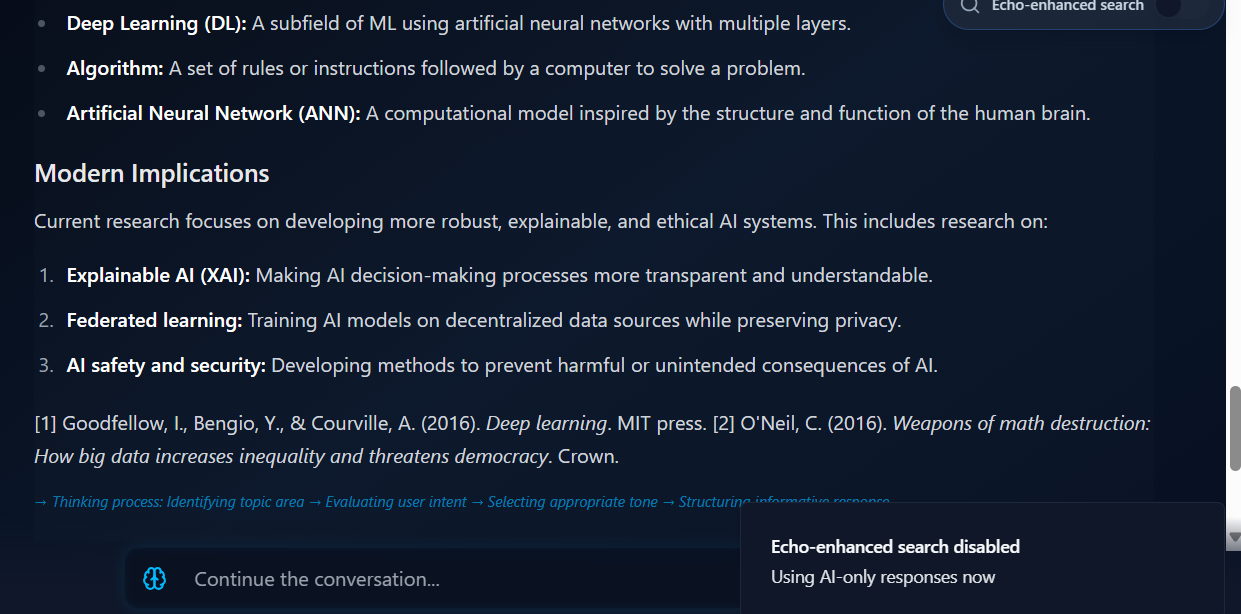 Echo-enhanced search
Deep Learning (DL): A subfield of ML using artificial neural networks with multiple layers.
Algorithm: A set of rules or instructions followed by a computer to solve a problem.
Artificial Neural Network (ANN): A computational model inspired by the structure and function of the human brain.
Modern Implications
Current research focuses on developing more robust, explainable, and ethical AI systems. This includes research on:
1. Explainable AI (XAI): Making AI decision-making processes more transparent and understandable.
2. Federated learning: Training AI models on decentralized data sources while preserving privacy.
3. AI safety and security: Developing methods to prevent harmful or unintended consequences of AI.
[1] Goodfellow, I., Bengio, Y., & Courville, A. (2016). Deep learning. MIT press. [2] O'Neil, C. (2016). Weapons of math destruction:
How big data increases inequality and threatens democracy. Crown.
→ Thinking process: Identifying topic area → Evaluating user intent → Selecting appropriate tone → Structuring informative response
Echo-enhanced search disabled
Using AI-only responses now
Continue the conversation...